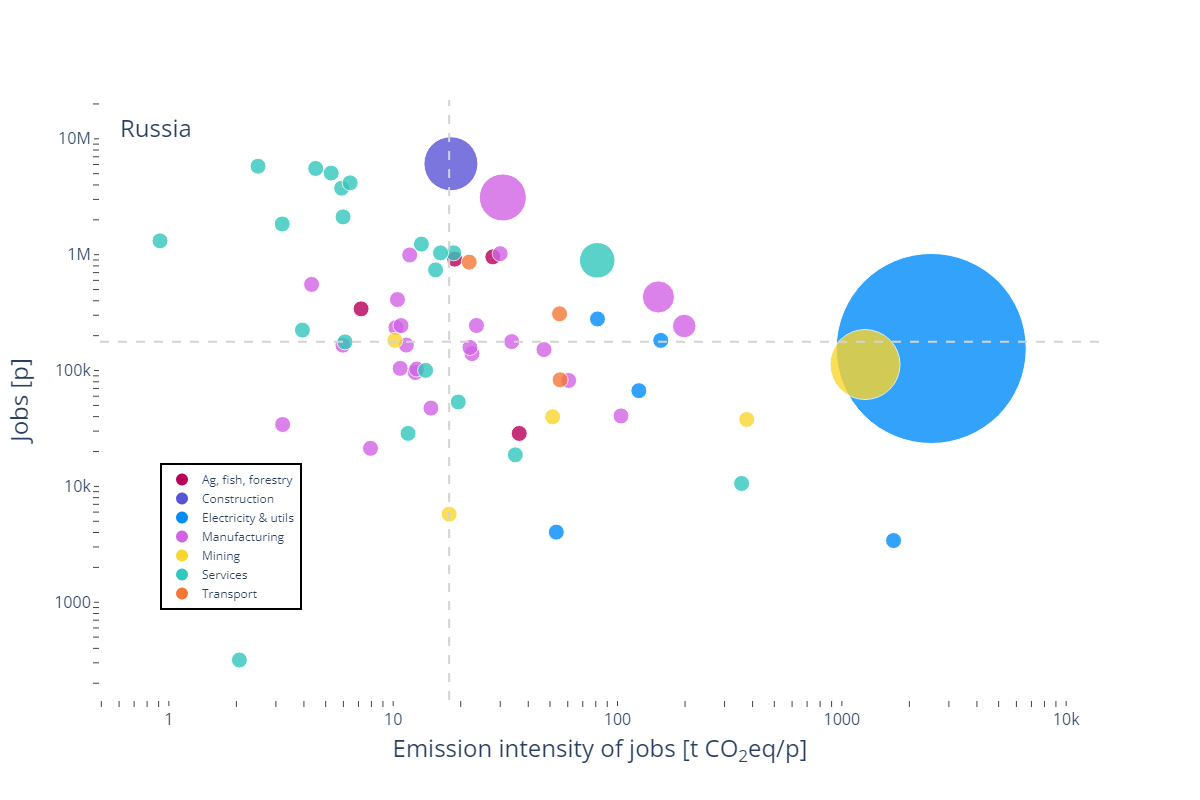 Russia
10M
1M
100k
10k
1000
Jobs [p]
Ag, fish, forestry
Construction
Electricity & utils
Manufacturing
Mining
Services
Transport
1 10 100 1000 10k
Emission intensity of jobs [t CO₂eq/p]